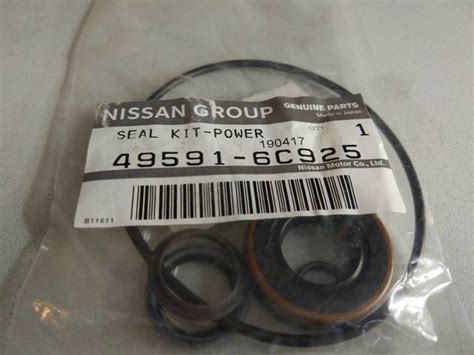 NISSAN GROUP
GENUINE PARTS
Made in Japan
SEAL KIT-POWER
QTY
1
190417
49591-6C925
Nissan Motor Co., Ltd.
B11611